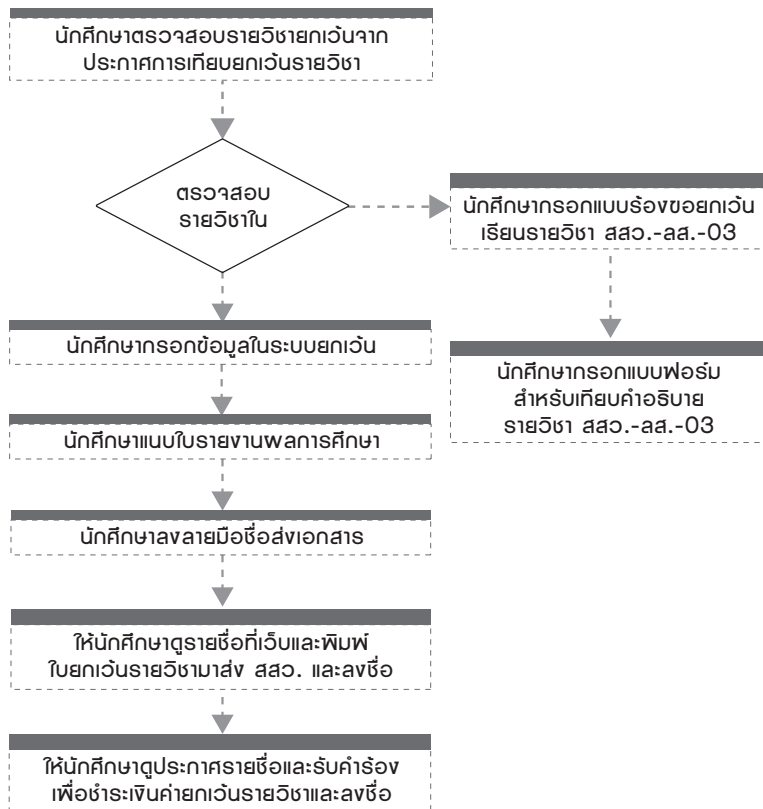 นักศึกษาตรวจสอบรายวิชายกเว้นจาก
ประกาศการเทียบยกเว้นรายวิชา
ตรวจสอบ
รายวิชาใน
นักศึกษากรอกแบบร้องขอยกเว้น
เรียนรายวิชา สสว.-ลส.-03
นักศึกษากรอกข้อมูลในระบบยกเว้น
นักศึกษากรอกแบบฟอร์ม
สำหรับเทียบคำอธิบาย
รายวิชา สสว.-ลส.-03
นักศึกษาแนบใบรายงานผลการศึกษา
นักศึกษาลงลายมือชื่อส่งเอกสาร
ให้นักศึกษาดูรายชื่อที่เว็บและพิมพ์
ใบยกเว้นรายวิชามาส่ง สสว. และลงชื่อ
ให้นักศึกษาดูประกาศรายชื่อและรับคำร้อง
เพื่อชำระเงินค่ายกเว้นรายวิชาและลงชื่อ